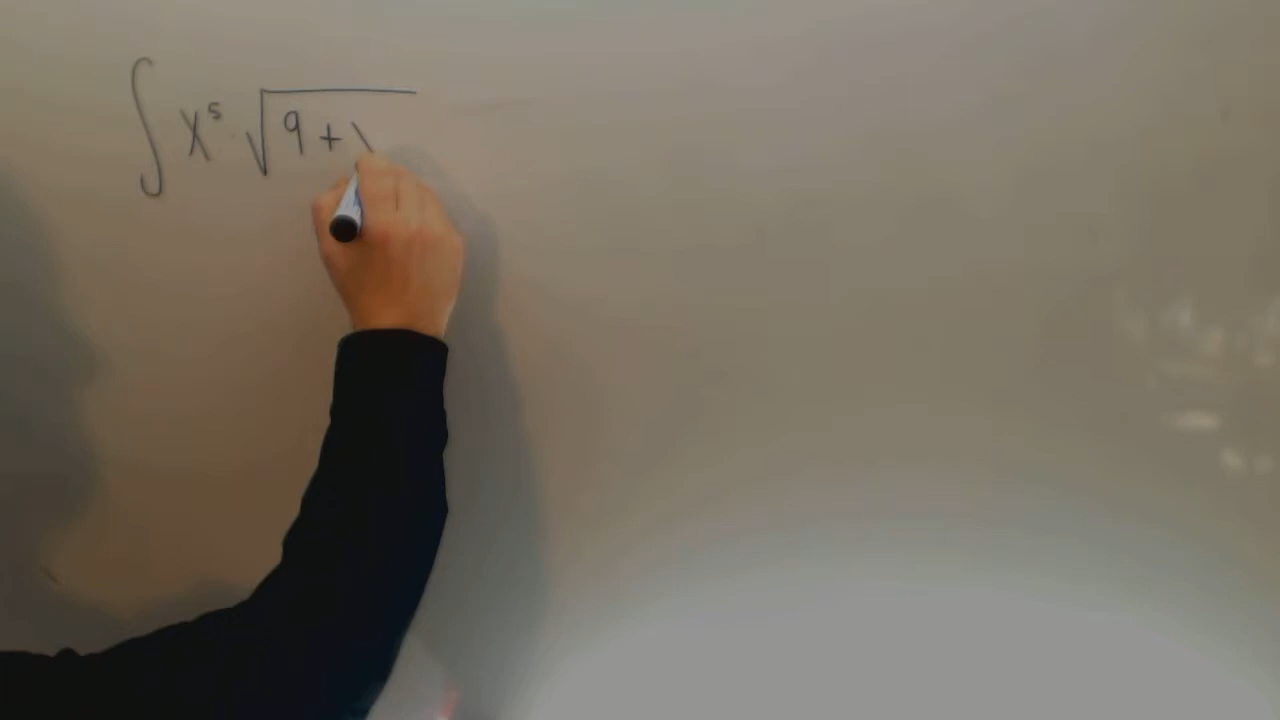 ∫ x⁵ · √(9 + \